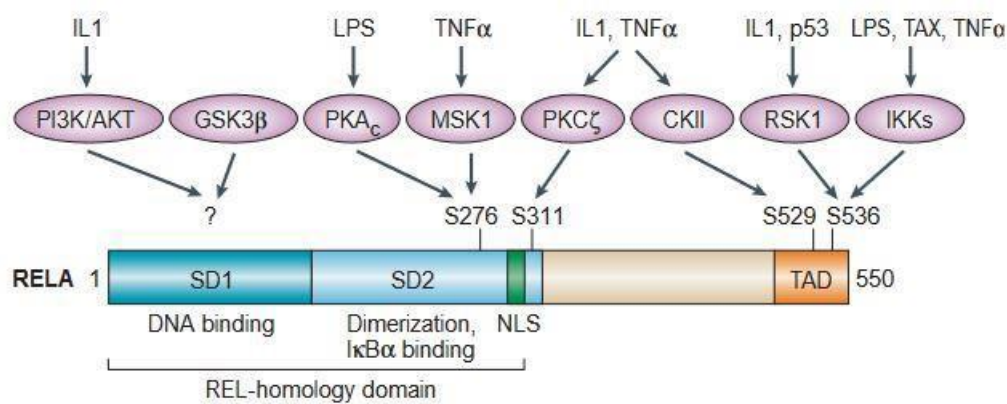 IL1 LPS TNFα IL1, TNFα IL1, p53 LPS, TAX, TNFα
PI3K/AKT GSK3β PKAc MSK1 PKCζ CKII RSK1 IKKs
? S276 S311 S529 S536
RELA 1 SD1 SD2 TAD 550
DNA binding Dimerization, NLS
IκBα binding
REL-homology domain